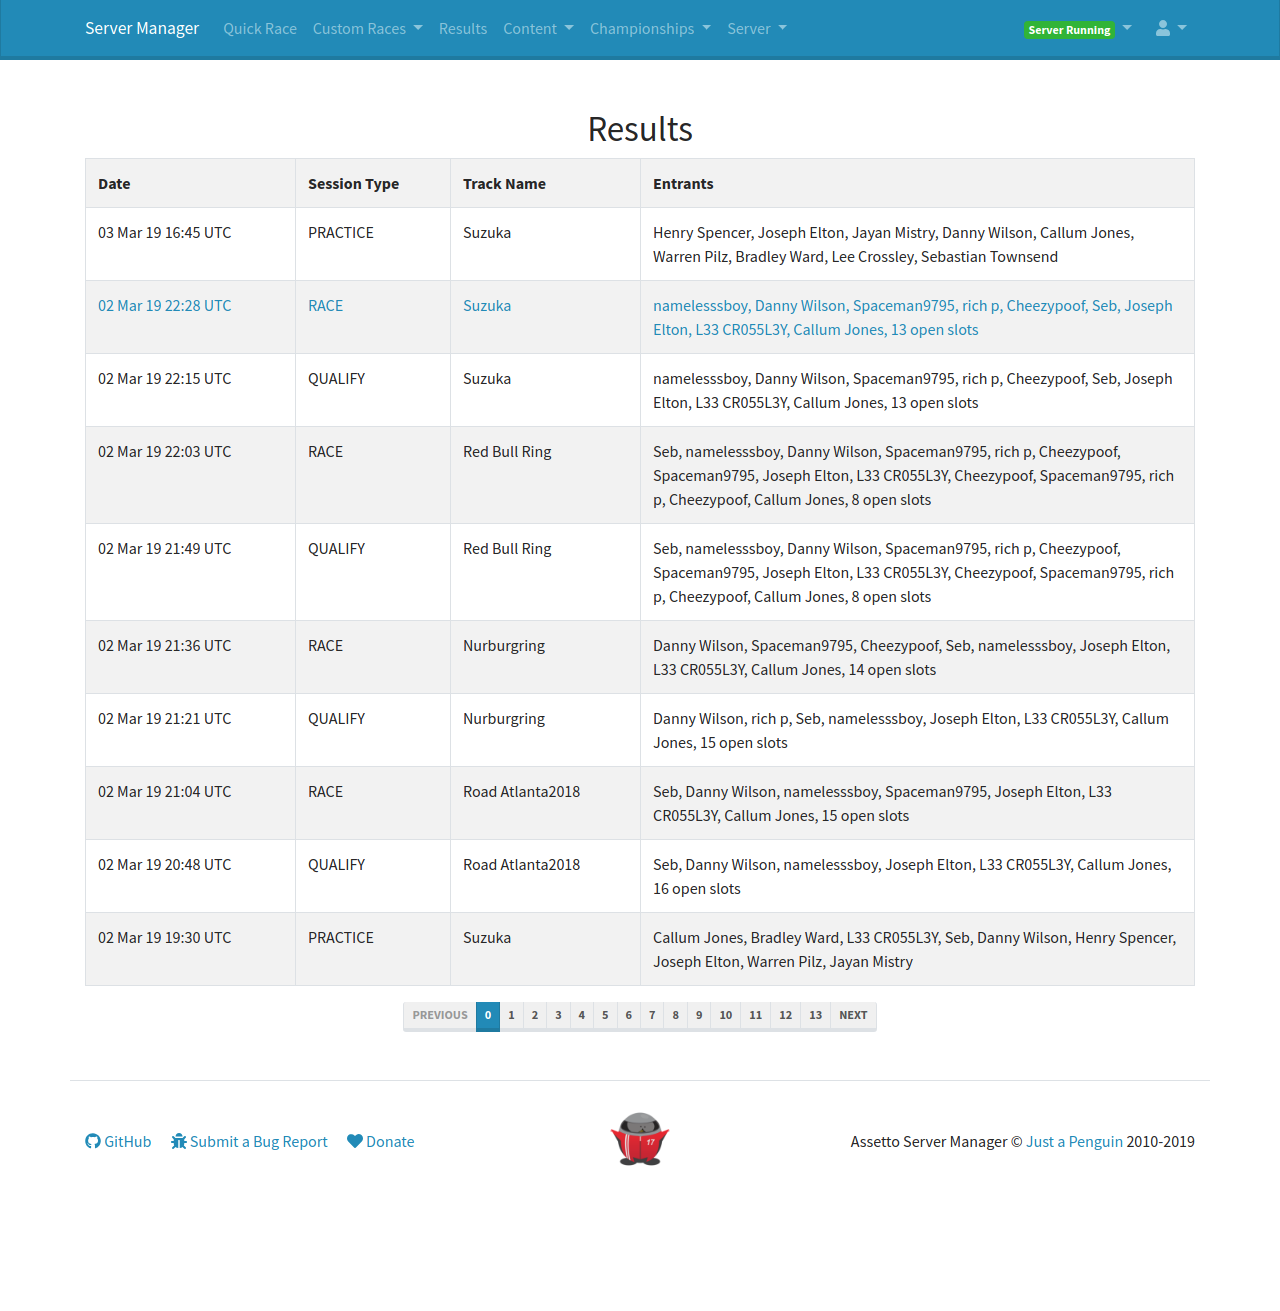 Server Manager Quick Race Custom Races Results Content Championships Server Server Running
Results
Date Session Type Track Name Entrants
03 Mar 19 16:45 UTC PRACTICE Suzuka Henry Spencer, Joseph Elton, Jayan Mistry, Danny Wilson, Callum Jones,
Warren Pilz, Bradley Ward, Lee Crossley, Sebastian Townsend
02 Mar 19 22:28 UTC RACE Suzuka namelesssboy, Danny Wilson, Spaceman9795, rich p, Cheezypoof, Seb, Joseph
Elton, L33 CR055L3Y, Callum Jones, 13 open slots
02 Mar 19 22:15 UTC QUALIFY Suzuka namelesssboy, Danny Wilson, Spaceman9795, rich p, Cheezypoof, Seb, Joseph
Elton, L33 CR055L3Y, Callum Jones, 13 open slots
02 Mar 19 22:03 UTC RACE Red Bull Ring Seb, namelesssboy, Danny Wilson, Spaceman9795, rich p, Cheezypoof,
Spaceman9795, Joseph Elton, L33 CR055L3Y, Cheezypoof, Spaceman9795, rich
p, Cheezypoof, Callum Jones, 8 open slots
02 Mar 19 21:49 UTC QUALIFY Red Bull Ring Seb, namelesssboy, Danny Wilson, Spaceman9795, rich p, Cheezypoof,
Spaceman9795, Joseph Elton, L33 CR055L3Y, Cheezypoof, Spaceman9795, rich
p, Cheezypoof, Callum Jones, 8 open slots
02 Mar 19 21:36 UTC RACE Nurburgring Danny Wilson, Spaceman9795, Cheezypoof, Seb, namelesssboy, Joseph Elton,
L33 CR055L3Y, Callum Jones, 14 open slots
02 Mar 19 21:21 UTC QUALIFY Nurburgring Danny Wilson, rich p, Seb, namelesssboy, Joseph Elton, L33 CR055L3Y, Callum
Jones, 15 open slots
02 Mar 19 21:04 UTC RACE Road Atlanta2018 Seb, Danny Wilson, namelesssboy, Spaceman9795, Joseph Elton, L33
CR055L3Y, Callum Jones, 15 open slots
02 Mar 19 20:48 UTC QUALIFY Road Atlanta2018 Seb, Danny Wilson, namelesssboy, Joseph Elton, L33 CR055L3Y, Callum Jones,
16 open slots
02 Mar 19 19:30 UTC PRACTICE Suzuka Callum Jones, Bradley Ward, L33 CR055L3Y, Seb, Danny Wilson, Henry Spencer,
Joseph Elton, Warren Pilz, Jayan Mistry
PREVIOUS 0 1 2 3 4 5 6 7 8 9 10 11 12 13 NEXT
GitHub Submit a Bug Report Donate 17 Assetto Server Manager © Just a Penguin 2010-2019